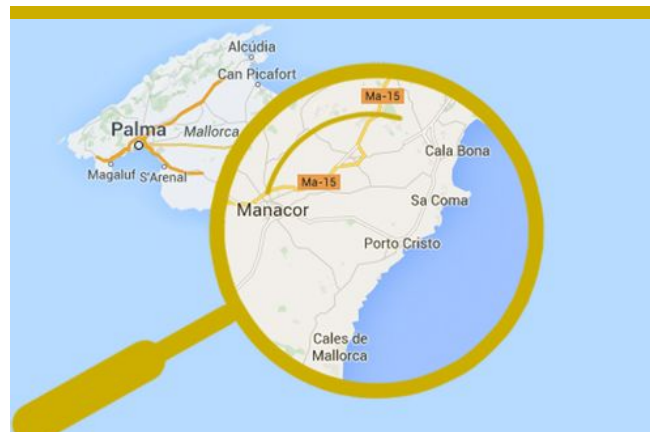 Alcúdia
Can Picafort
Ma-15
Palma
Mallorca
Cala Bona
Magaluf
S'Arenal
Ma-15
Manacor
Sa Coma
Porto Cristo
Cales de
Mallorca